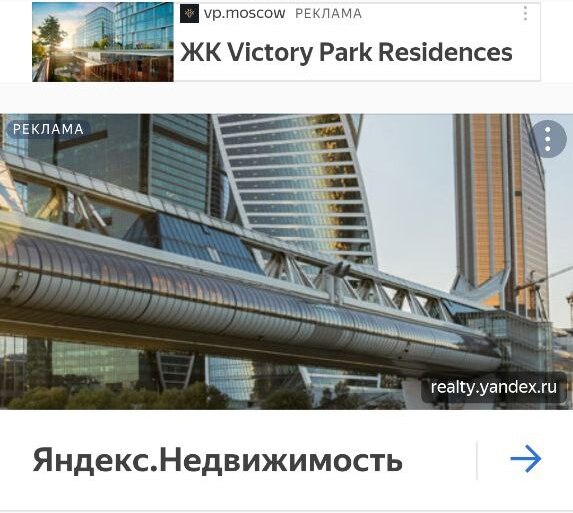 vp.moscow РЕКЛАМА
ЖК Victory Park Residences
РЕКЛАМА
realty.yandex.ru
Яндекс.Недвижимость